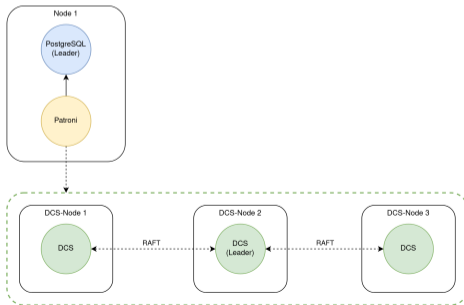 Node 1
PostgreSQL
(Leader)
Patroni
DCS-Node 1
DCS-Node 2
DCS-Node 3
DCS
RAFT
DCS
(Leader)
RAFT
DCS